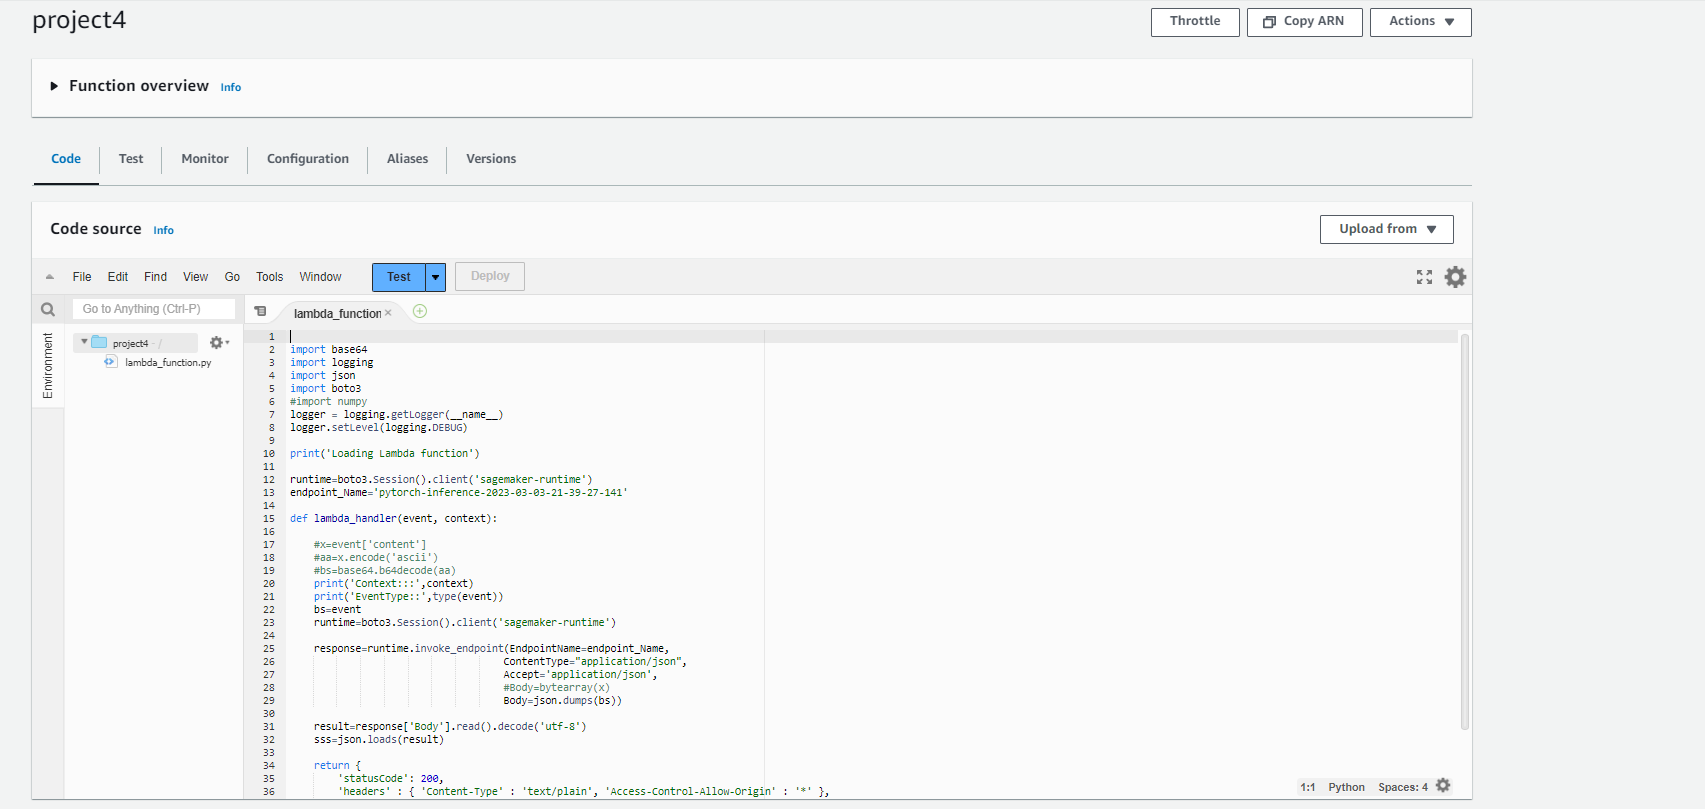 project4
Throttle
Copy ARN
Actions
Function overview Info
Code
Test
Monitor
Configuration
Aliases
Versions
Code source Info
Upload from
File Edit Find View Go Tools Window
Test
Deploy
Go to Anything (Ctrl-P)
lambda_function
Environment
project4 - /
lambda_function.py
1
2 import base64
3 import logging
4 import json
5 import boto3
6 #import numpy
7 logger = logging.getLogger(__name__)
8 logger.setLevel(logging.DEBUG)
9
10 print('Loading Lambda function')
11
12 runtime=boto3.Session().client('sagemaker-runtime')
13 endpoint_Name='pytorch-inference-2023-03-03-21-39-27-141'
14
15 def lambda_handler(event, context):
16
17 #x=event['content']
18 #aa=x.encode('ascii')
19 #bs=base64.b64decode(aa)
20 print('Context:::',context)
21 print('EventType::',type(event))
22 bs=event
23 runtime=boto3.Session().client('sagemaker-runtime')
24
25 response=runtime.invoke_endpoint(EndpointName=endpoint_Name,
26 ContentType="application/json",
27 Accept='application/json',
28 #Body=bytearray(x)
29 Body=json.dumps(bs))
30
31 result=response['Body'].read().decode('utf-8')
32 sss=json.loads(result)
33
34 return {
35 'statusCode': 200,
36 'headers' : { 'Content-Type' : 'text/plain', 'Access-Control-Allow-Origin' : '*' },
1:1 Python Spaces: 4